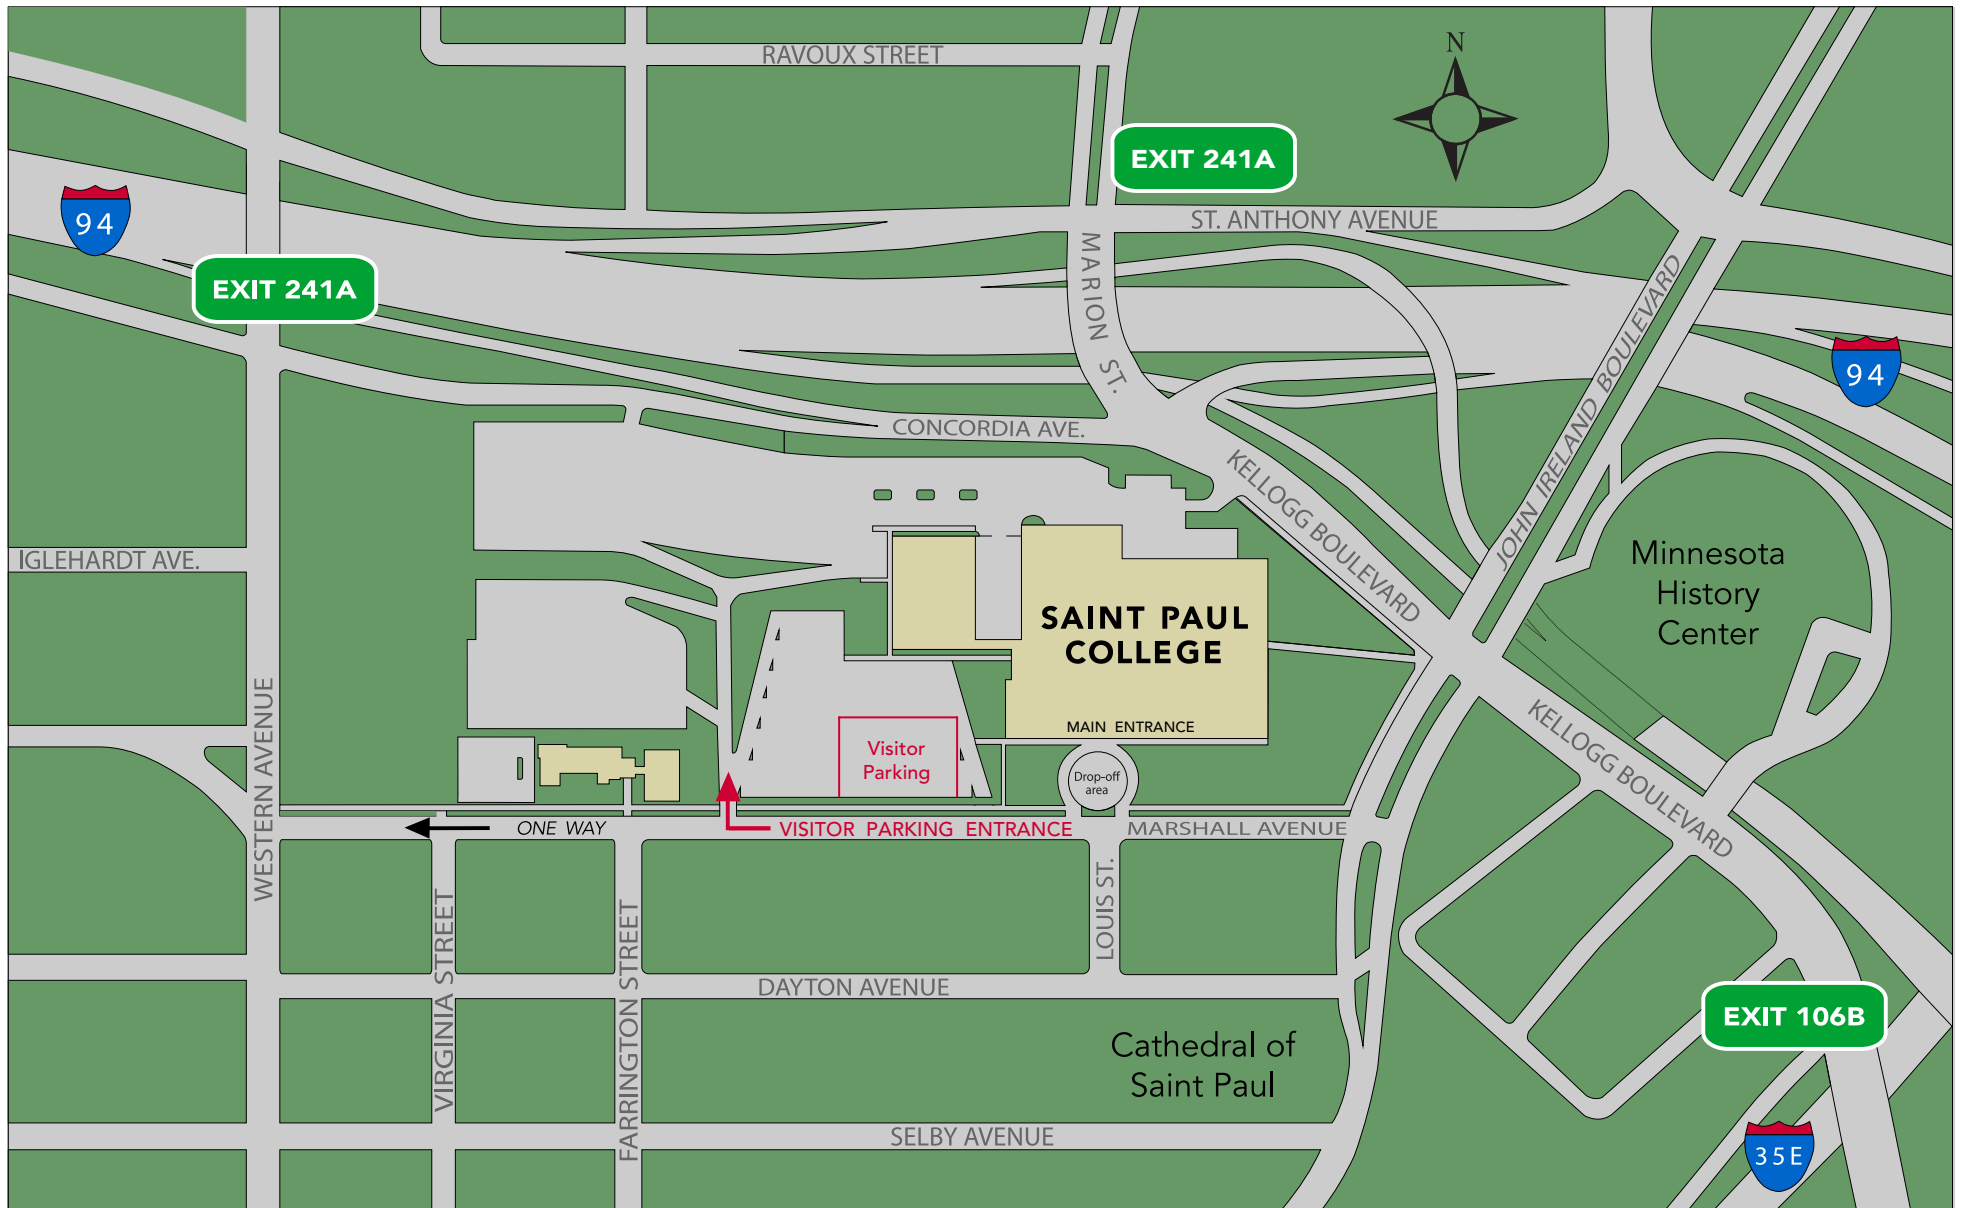 RAVOUX STREET
N
EXIT 241A
94
ST. ANTHONY AVENUE
MARION ST.
EXIT 241A
JOHN IRELAND BOULEVARD
94
CONCORDIA AVE.
KELLOGG BOULEVARD
IGLEHARDT AVE.
Minnesota
History
Center
SAINT PAUL
COLLEGE
WESTERN AVENUE
MAIN ENTRANCE
KELLOGG BOULEVARD
Visitor
Parking
Drop-off
area
ONE WAY
VISITOR PARKING ENTRANCE
MARSHALL AVENUE
LOUIS ST.
VIRGINIA STREET
FARRINGTON STREET
DAYTON AVENUE
EXIT 106B
Cathedral of
Saint Paul
SELBY AVENUE
35E